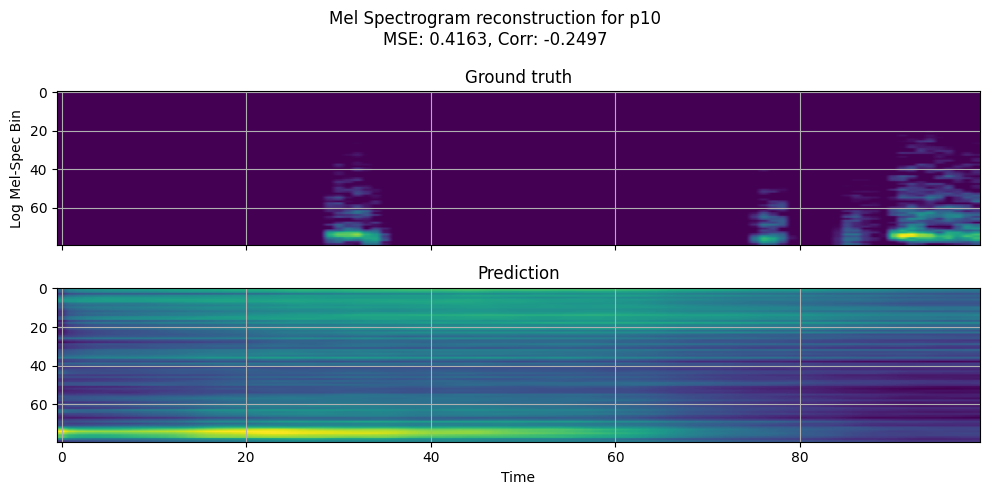 Mel Spectrogram reconstruction for p10
MSE: 0.4163, Corr: -0.2497
Ground truth
Log Mel-Spec Bin
0
20
40
60
Prediction
0
20
40
60
0 20 40 60 80
Time